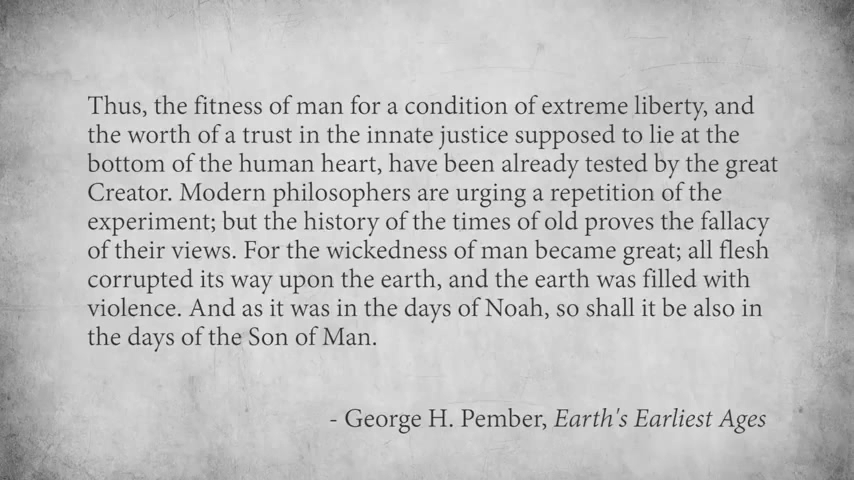 Thus, the fitness of man for a condition of extreme liberty, and
the worth of a trust in the innate justice supposed to lie at the
bottom of the human heart, have been already tested by the great
Creator. Modern philosophers are urging a repetition of the
experiment; but the history of the times of old proves the fallacy
of their views. For the wickedness of man became great; all flesh
corrupted its way upon the earth, and the earth was filled with
violence. And as it was in the days of Noah, so shall it be also in
the days of the Son of Man.
- George H. Pember, Earth's Earliest Ages